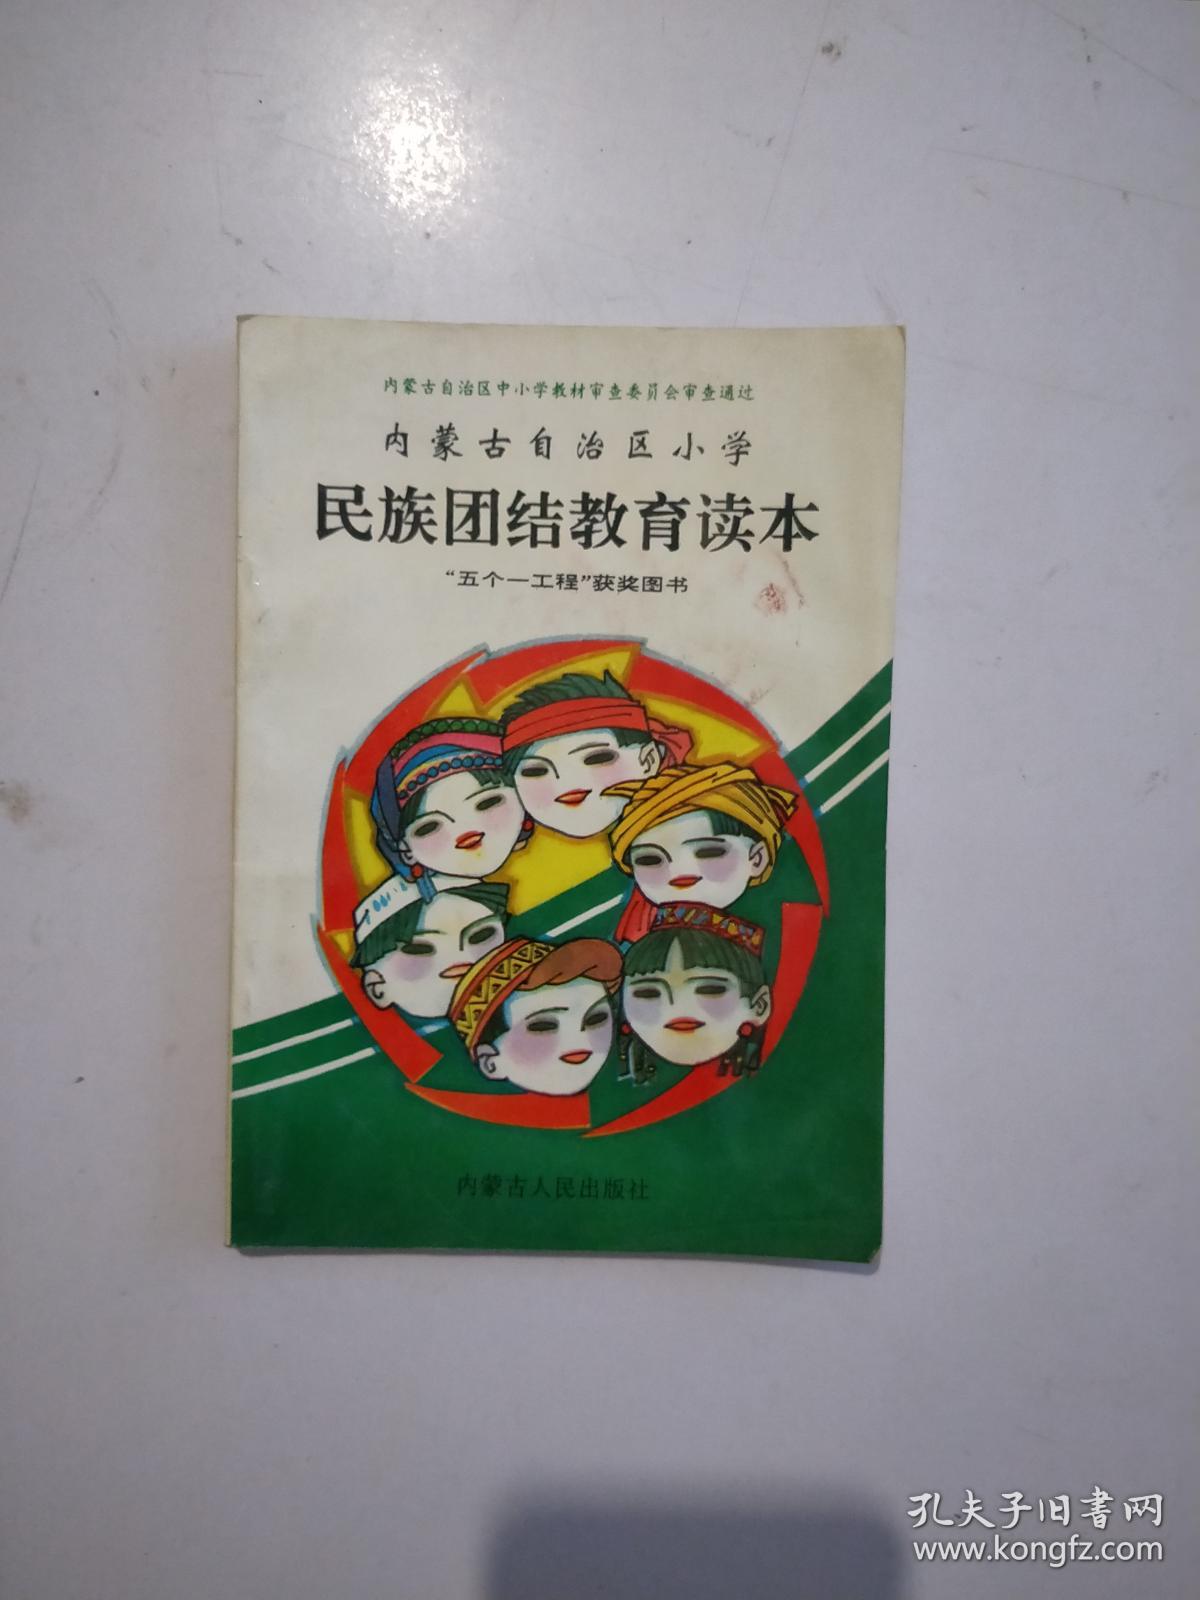 内蒙古自治区中小学教材审查委员会审查通过
内蒙古自治区小学
民族团结教育读本
“五个一工程”获奖图书
内蒙古人民出版社
孔夫子旧书网
www.kongfz.com